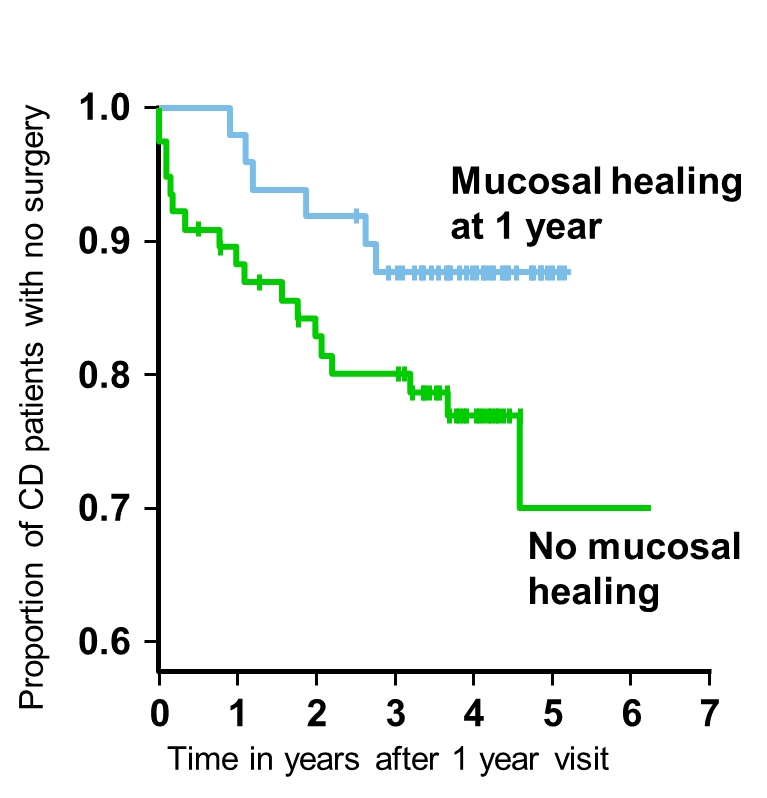 Proportion of CD patients with no surgery
1.0
0.9
0.8
0.7
0.6
Mucosal healing
at 1 year
No mucosal
healing
0 1 2 3 4 5 6 7
Time in years after 1 year visit